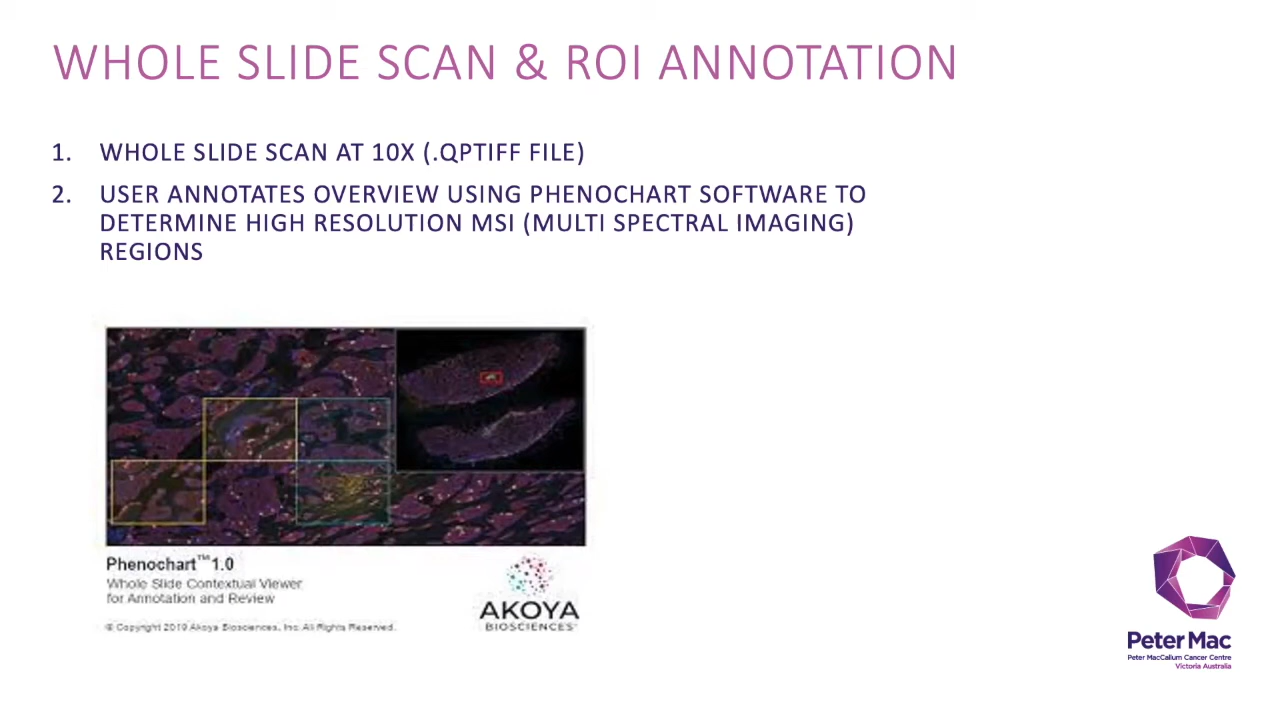 WHOLE SLIDE SCAN & ROI ANNOTATION
1. WHOLE SLIDE SCAN AT 10X (.QPTIFF FILE)
2. USER ANNOTATES OVERVIEW USING PHENOCHART SOFTWARE TO
DETERMINE HIGH RESOLUTION MSI (MULTI SPECTRAL IMAGING)
REGIONS
Phenochart™1.0
Whole Slide Contextual Viewer
for Annotation and Review
© Copyright 2019 Akoya Biosciences, Inc. All Rights Reserved.
AKOYA
BIOSCIENCES
Peter Mac
Peter MacCallum Cancer Centre
Victoria Australia